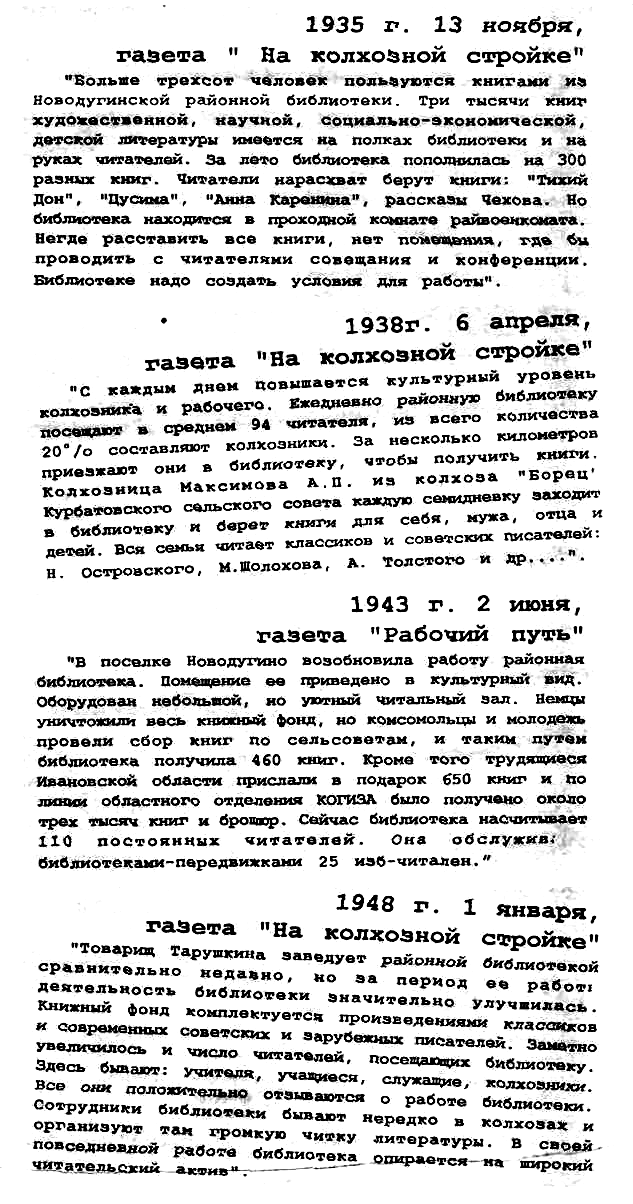 1935 г. 13 ноября,
газета " На колхозной стройке"
"Больше трехсот человек пользуются книгами из
Новодугинской районной библиотеки. Три тысячи книг
художественной, научной, социально-экономической,
детской литературы имеется на полках библиотеки и на
руках читателей. За лето библиотека пополнилась на 300
разных книг. Читатели нарасхват берут книги: "Тихий
Дон", "Цусима", "Анна Каренина", рассказы Чехова. Но
библиотека находится в проходной комнате райвоенкомата.
Негде расставить все книги, нет помещения, где бы
проводить с читателями совещания и конференции.
Библиотеке надо создать условия для работы".
1938г. 6 апреля,
газета "На колхозной стройке"
"С каждым днем повышается культурный уровень
колхозника и рабочего. Ежедневно районную библиотеку
посещают в среднем 94 читателя, из всего количества
20°/о составляют колхозники. За несколько километров
приезжают они в библиотеку, чтобы получить книги.
Колхозница Максимова А.П. из колхоза "Борец'
Курбатовского сельского совета каждую семидневку заходит
в библиотеку и берет книги для себя, мужа, отца и
детей. Вся семья читает классиков и советских писателей:
Н. Островского, М.Шолохова, А. Толстого и др....".
1943 г. 2 июня,
газета "Рабочий путь"
"В поселке Новодугино возобновила работу районная
библиотека. Помещение ее приведено в культурный вид.
Оборудован небольшой, но уютный читальный зал. Немцы
уничтожили весь книжный фонд, но комсомольцы и молодежь
провели сбор книг по сельсоветам, и таким путем
библиотека получила 460 книг. Кроме того трудящиеся
Ивановской области прислали в подарок 650 книг и по
линии областного отделения КОГИЗА было получено около
трех тысяч книг и брошюр. Сейчас библиотека насчитывает
110 постоянных читателей. Она обслужив
библиотеками-передвижками 25 изб-читален."
1948 г. 1 января,
газета "На колхозной стройке"
"Товарищ Тарушкина заведует районной библиотекой
сравнительно недавно, но за период ее работ
деятельность библиотеки значительно улучшилась.
Книжный фонд комплектуется произведениями классиков
и современных советских и зарубежных писателей. Заметно
увеличилось и число читателей, посещающих библиотеку.
Здесь бывают: учителя, учащиеся, служащие, колхозники.
Все они положительно отзываются о работе библиотеки.
Сотрудники библиотеки бывают нередко в колхозах и
организуют там громкую читку литературы. В своей
повседневной работе библиотека опирается на широкий
читательский актив".